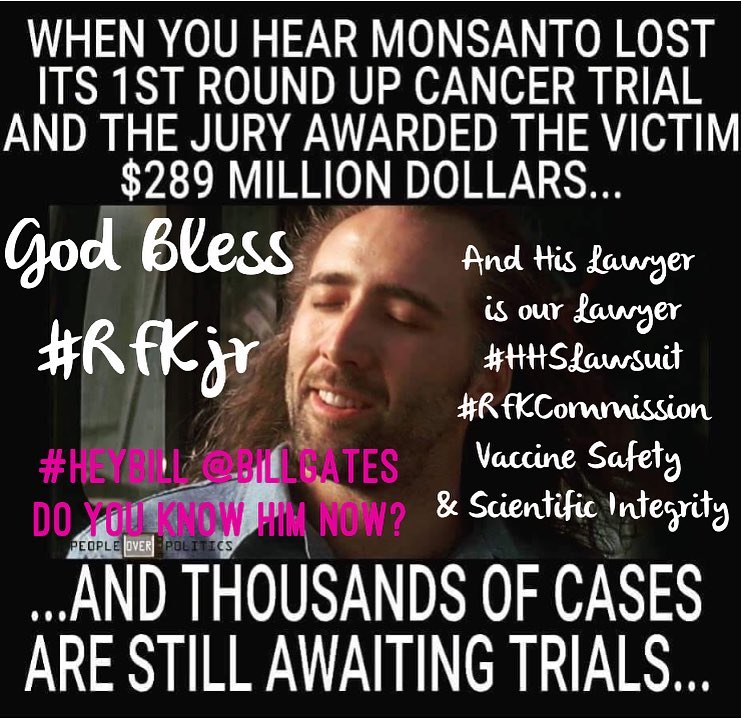 WHEN YOU HEAR MONSANTO LOST
ITS 1ST ROUND UP CANCER TRIAL
AND THE JURY AWARDED THE VICTIM
$289 MILLION DOLLARS...
God Bless
#RfKjr
And His Lawyer
is our Lawyer
#HHSLawsuit
#RfKCommission
Vaccine Safety
& Scientific Integrity
#HEYBILL @BILLGATES
DO YOU KNOW HIM NOW?
PEOPLE OVER POLITICS
...AND THOUSANDS OF CASES
ARE STILL AWAITING TRIALS...